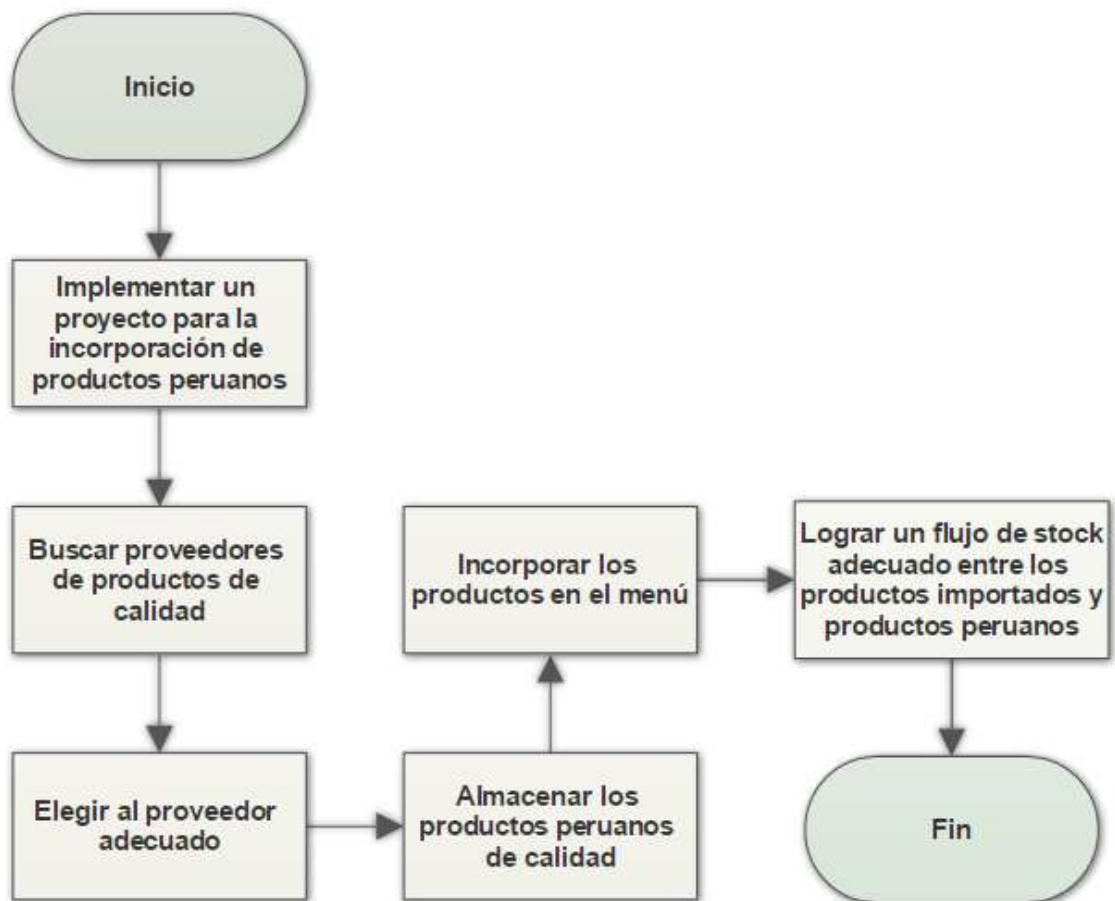 Inicio
Implementar un
proyecto para la
incorporación de
productos peruanos
Buscar proveedores
de productos de
calidad
Elegir al proveedor
adecuado
Almacenar los
productos peruanos
de calidad
Incorporar los
productos en el menú
Lograr un flujo de stock
adecuado entre los
productos importados y
productos peruanos
Fin